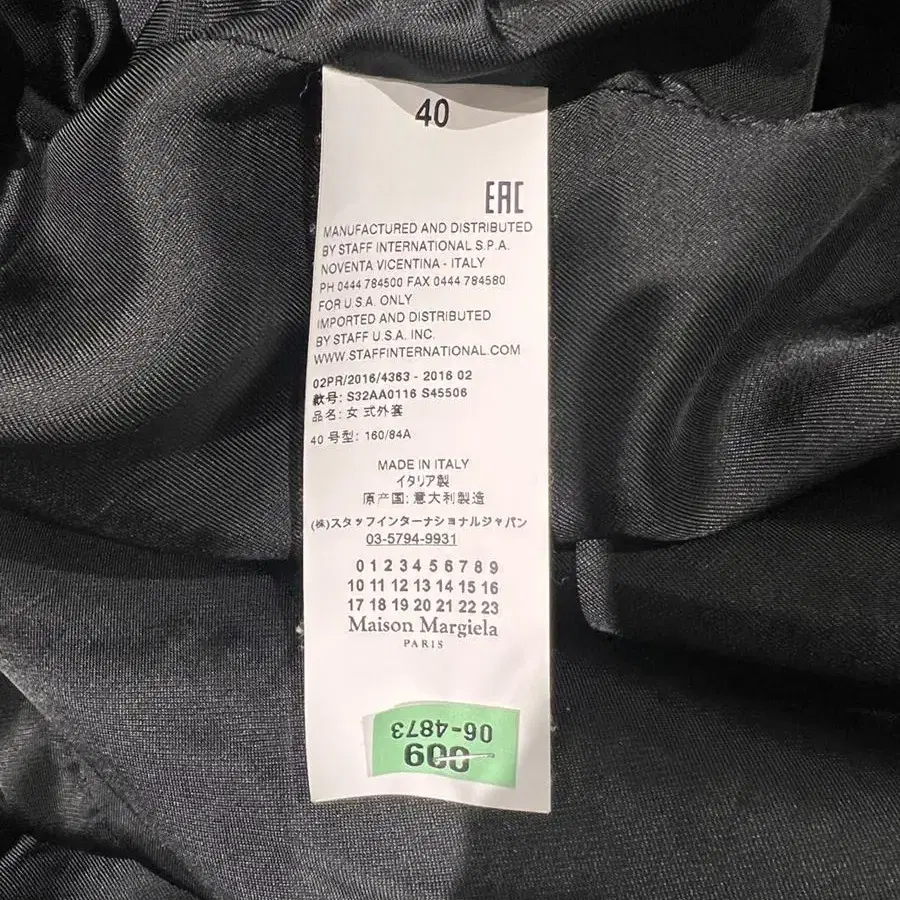 40
EAC
MANUFACTURED AND DISTRIBUTED
BY STAFF INTERNATIONAL S.P.A.
NOVENTA VICENTINA - ITALY
PH 0444 784500 FAX 0444 784580
FOR U.S.A. ONLY
IMPORTED AND DISTRIBUTED
BY STAFF U.S.A. INC.
WWW.STAFFINTERNATIONAL.COM
02PR/2016/4363 - 2016 02
款号: S32AA0116 S45506
品名: 女式外套
40 号型: 160/84A
MADE IN ITALY
イタリア製
原产国: 意大利製造
(株)スタッフインターナショナルジャパン
03-5794-9931
0 1 2 3 4 5 6 7 8 9
10 11 12 13 14 15 16
17 18 19 20 21 22 23
Maison Margiela
PARIS
06-4873
009